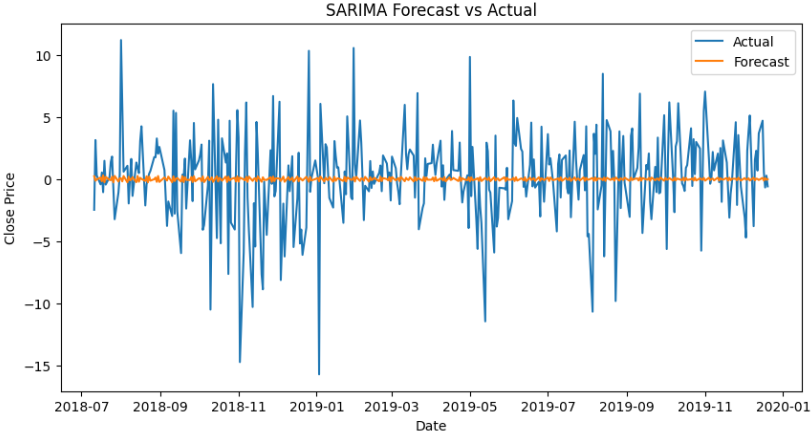 SARIMA Forecast vs Actual
Actual
Forecast
Close Price
10
5
0
−5
−10
−15
2018-07 2018-09 2018-11 2019-01 2019-03 2019-05 2019-07 2019-09 2019-11 2020-01
Date